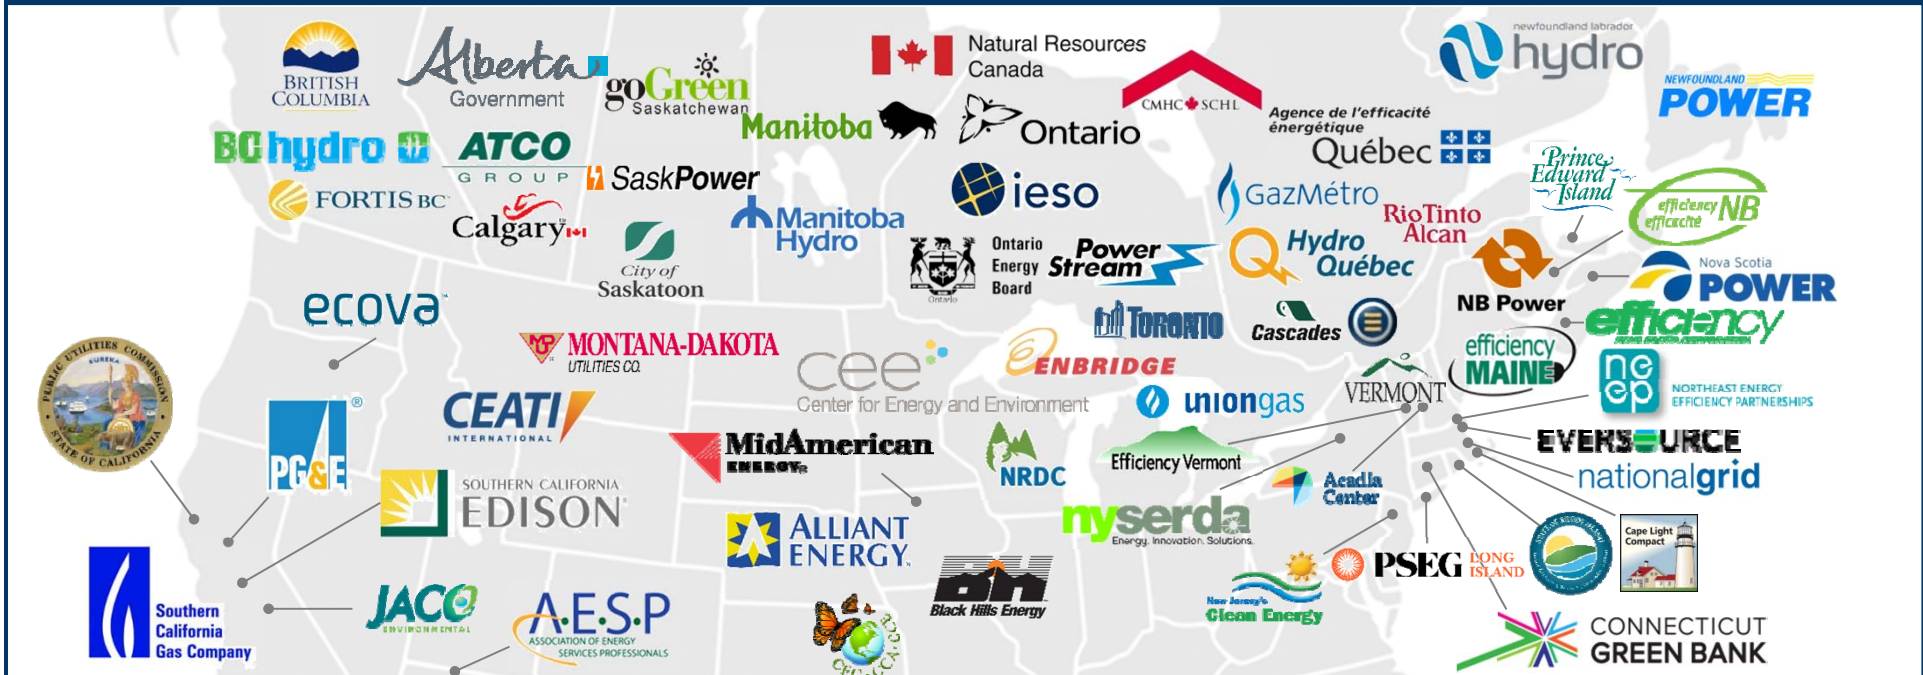 BRITISH
COLUMBIA
Alberta
Government
goGreen
Saskatchewan
Natural Resources
Canada
CMHC SCHL
newfoundland labrador
hydro
NEWFOUNDLAND
POWER
Manitoba
Ontario
Agence de l'efficacité
énergétique
Québec
BC hydro
ATCO
GROUP
SaskPower
ieso
GazMétro
Prince
Edward
Island
efficiency
efficacité
NB
FORTIS BC
Calgary
Manitoba
Hydro
RioTinto
Alcan
City of
Saskatoon
Ontario
Ontario
Energy
Board
Power
Stream
Hydro
Québec
NB Power
Nova Scotia
POWER
ecova
TORONTO
Cascades
efficiency
PUBLIC UTILITIES COMMISSION
EUREKA
STATE OF CALIFORNIA
MDU
MONTANA-DAKOTA
UTILITIES CO.
cee
Center for Energy and Environment
ENBRIDGE
efficiency
MAINE
VERMONT
neep
NORTHEAST ENERGY
EFFICIENCY PARTNERSHIPS
PG&E
CEATI
INTERNATIONAL
uniongas
MidAmerican
ENERGY
NRDC
Efficiency Vermont
EVERSOURCE
nationalgrid
SOUTHERN CALIFORNIA
EDISON
Acadia
Center
ALLIANT
ENERGY
nyserda
Energy. Innovation. Solutions.
Cape Light
Compact
PSEG LONG
ISLAND
Southern
California
Gas Company
JACO
ENVIRONMENTAL
A·E·S·P
ASSOCIATION OF ENERGY
SERVICES PROFESSIONALS
BH
Black Hills Energy
New Jersey's
Clean Energy
CONNECTICUT
GREEN BANK